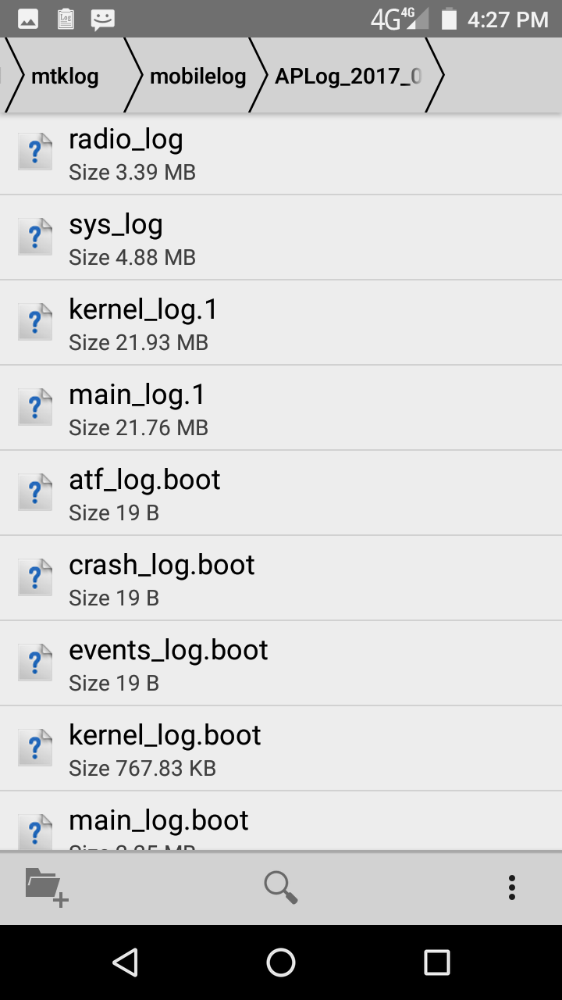 Log
4G 4G 4:27 PM
mtklog mobilelog APLog_2017_0
radio_log
Size 3.39 MB
sys_log
Size 4.88 MB
kernel_log.1
Size 21.93 MB
main_log.1
Size 21.76 MB
atf_log.boot
Size 19 B
crash_log.boot
Size 19 B
events_log.boot
Size 19 B
kernel_log.boot
Size 767.83 KB
main_log.boot